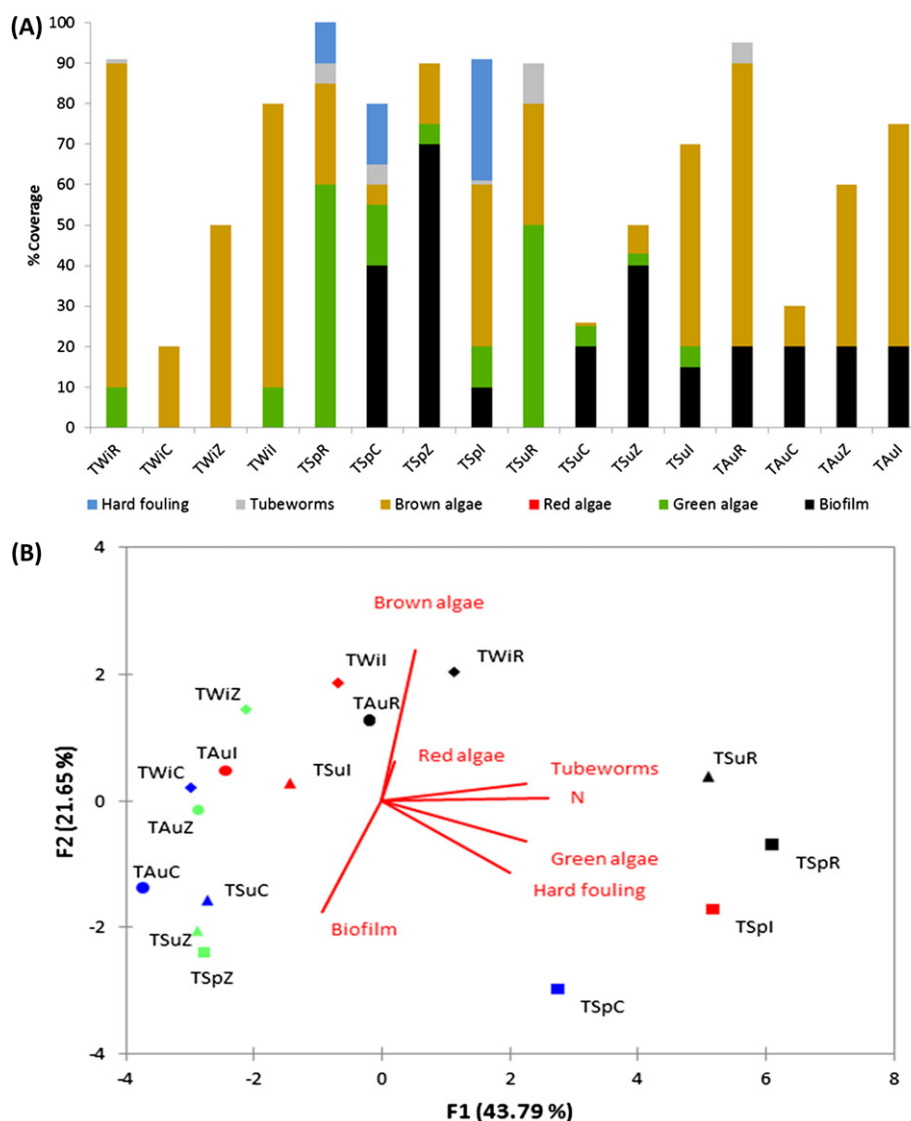 (A)
100
90
80
70
60
50
40
30
20
10
0
% Coverage
TWiR
TWiC
TWiZ
TWiI
TSpR
TSpC
TSpZ
TSpI
TSuR
TSuC
TSuZ
TSuI
TAuR
TAuC
TAuZ
TAuI
Hard fouling
Tubeworms
Brown algae
Red algae
Green algae
Biofilm
(B)
4
2
0
-2
-4
F2 (21.65 %)
Brown algae
TWiI
TWiR
TWiZ
TAuR
TAuI
Red algae
TSuR
TWiC
TSuI
Tubeworms
N
TAuZ
TSpR
Green algae
TAuC
TSuC
Hard fouling
TSpI
Biofilm
TSuZ
TSpZ
TSpC
-4
-2
0
2
4
6
8
F1 (43.79 %)